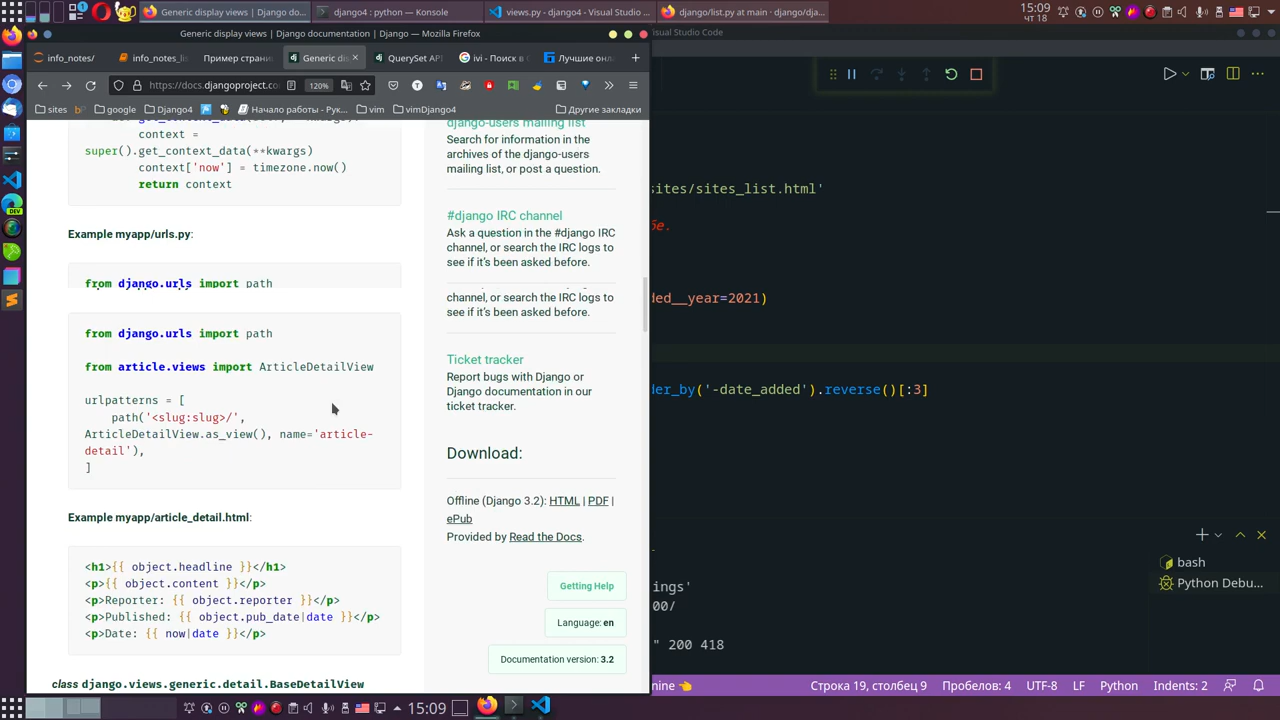 Generic display views | Django do...
django4 : python — Konsole
views.py - django4 - Visual Studio ...
django/list.py at main · django/dja...
15:09
чт 18
Generic display views | Django documentation | Django — Mozilla Firefox
sual Studio Code
info_notes/
info_notes_lis
Пример страни
Generic dis
QuerySet API
ivi - Поиск в G
Лучшие онла
https://docs.djangoproject.co
120%
sites
google
Django4
Начало работы - Рук...
vim
vimDjango4
Другие закладки
context =
super().get_context_data(**kwargs)
context['now'] = timezone.now()
return context
Example myapp/urls.py:
from django.urls import path
from django.urls import path
from article.views import ArticleDetailView
urlpatterns = [
path('<slug:slug>/',
ArticleDetailView.as_view(), name='article-
detail'),
]
Example myapp/article_detail.html:
<h1>{{ object.headline }}</h1>
<p>{{ object.content }}</p>
<p>Reporter: {{ object.reporter }}</p>
<p>Published: {{ object.pub_date|date }}</p>
<p>Date: {{ now|date }}</p>
class django.views.generic.detail.BaseDetailView
django-users mailing list
Search for information in the
archives of the django-users
mailing list, or post a question.
#django IRC channel
Ask a question in the #django IRC
channel, or search the IRC logs to
see if it's been asked before.
channel, or search the IRC logs to
see if it's been asked before.
Ticket tracker
Report bugs with Django or
Django documentation in our
ticket tracker.
Download:
Offline (Django 3.2): HTML | PDF |
ePub
Provided by Read the Docs.
Getting Help
Language: en
Documentation version: 3.2
sites/sites_list.html'
бе.
ded__year=2021)
der_by('-date_added').reverse()[:3]
bash
Python Debu...
ings'
00/
" 200 418
nine 👈
Строка 19, столбец 9
Пробелов: 4
UTF-8
LF
Python
Indents: 2
15:09